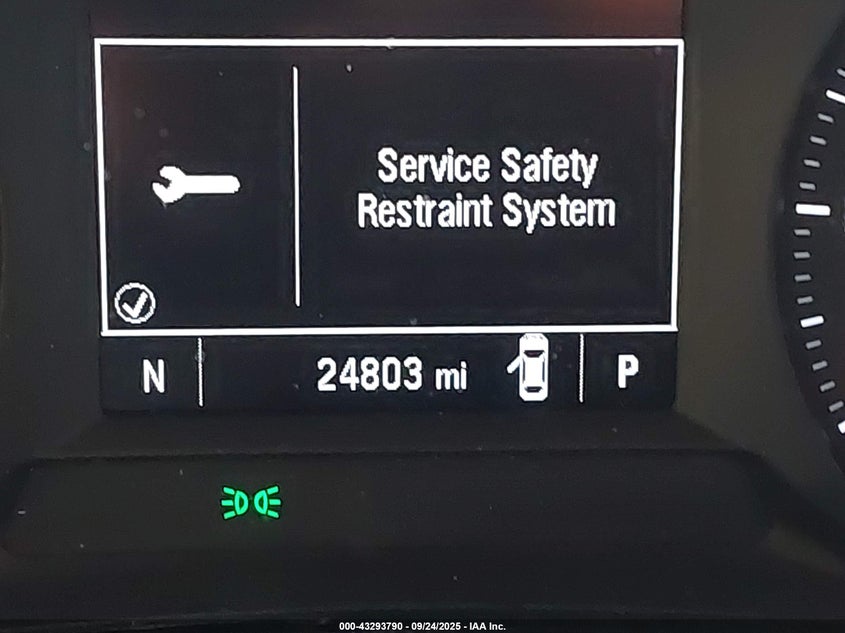 Service Safety
Restraint System
N 24803 mi P
000-43293790 - 09/24/2025 - IAA Inc.